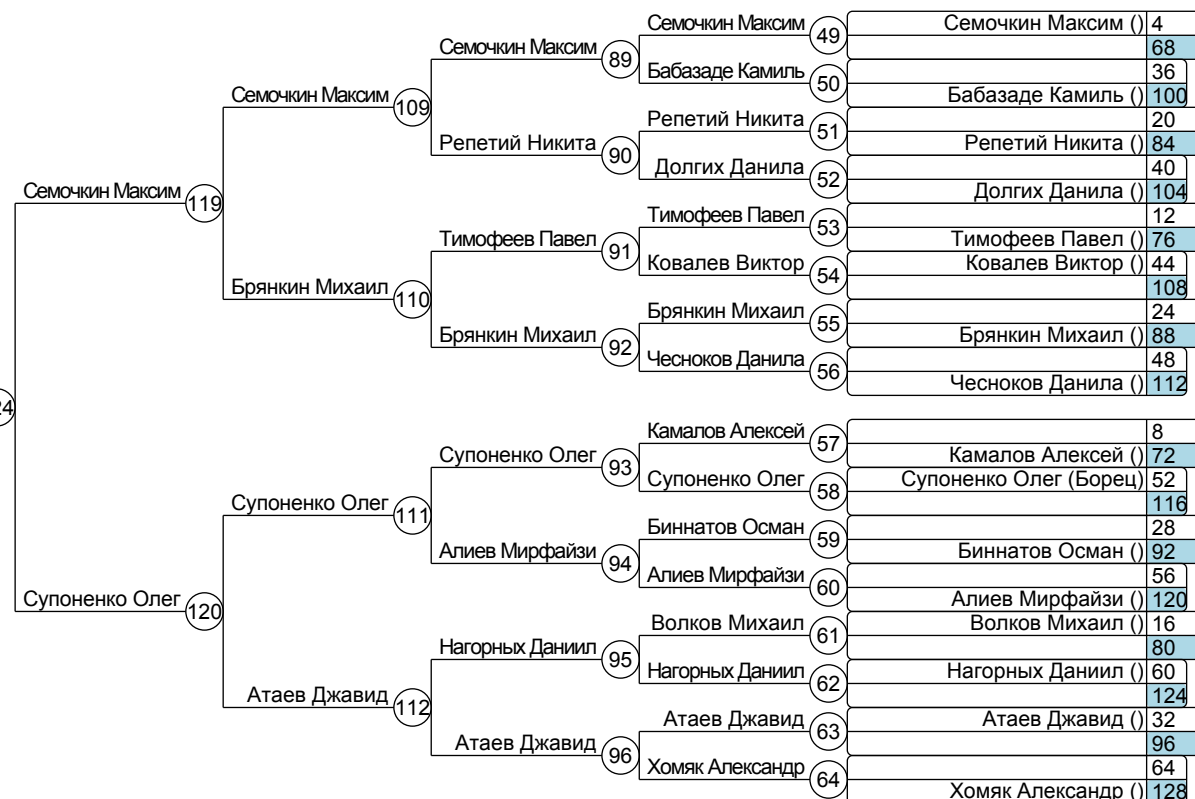 Семочкин Максим 49 Семочкин Максим () 4
Семочкин Максим 89 68
Бабазаде Камиль 50 36
Семочкин Максим 109 Бабазаде Камиль () 100
Репетий Никита 51 20
Репетий Никита 90 Репетий Никита () 84
Долгих Данила 52 40
Семочкин Максим 119 Долгих Данила () 104
Тимофеев Павел 53 12
Тимофеев Павел 91 Тимофеев Павел () 76
Ковалев Виктор 54 Ковалев Виктор () 44
Брянкин Михаил 110 108
Брянкин Михаил 55 24
Брянкин Михаил 92 Брянкин Михаил () 88
Чесноков Данила 56 48
Чесноков Данила () 112
24
Камалов Алексей 57 8
Супоненко Олег 93 Камалов Алексей () 72
Супоненко Олег 58 Супоненко Олег (Борец) 52
Супоненко Олег 111 116
Биннатов Осман 59 28
Алиев Мирфайзи 94 Биннатов Осман () 92
Алиев Мирфайзи 60 56
Супоненко Олег 120 Алиев Мирфайзи () 120
Волков Михаил 61 Волков Михаил () 16
Нагорных Даниил 95 80
Нагорных Даниил 62 Нагорных Даниил () 60
Атаев Джавид 112 124
Атаев Джавид 63 Атаев Джавид () 32
Атаев Джавид 96 96
Хомяк Александр 64 64
Хомяк Александр () 128